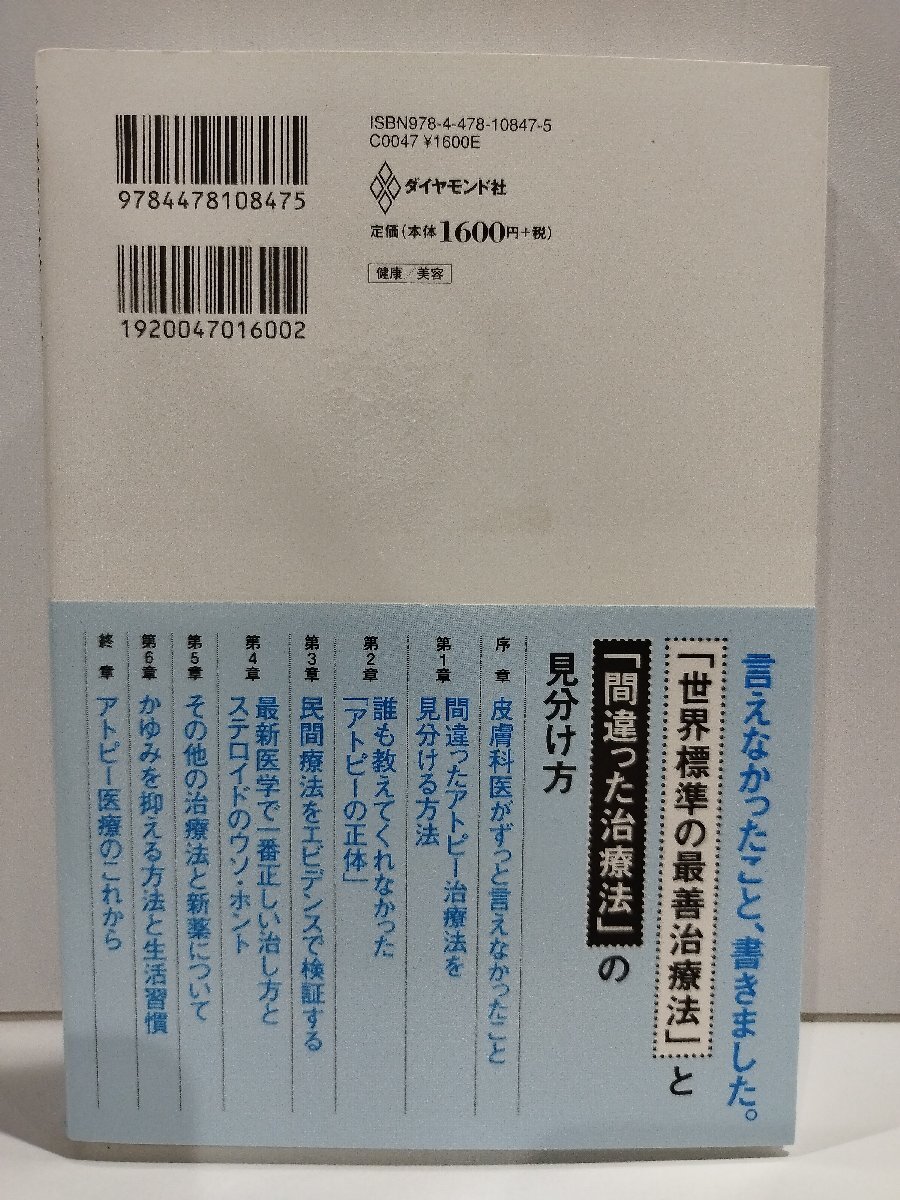 ISBN978-4-478-10847-5
C0047 ¥1600E
9784478108475
ダイヤモンド社
定価(本体1600円+税)
健康/美容
1920047016002
言えなかったこと、書きました。
「世界標準の最善治療法」と
「間違った治療法」の
見分け方
序章 皮膚科医がずっと言えなかったこと
第1章 間違ったアトピー治療法を
見分ける方法
第2章 誰も教えてくれなかった
「アトピーの正体」
第3章 民間療法をエビデンスで検証する
第4章 最新医学で一番正しい治し方と
ステロイドのウソ・ホント
第5章 その他の治療法と新薬について
第6章 かゆみを抑える方法と生活習慣
終章 アトピー医療のこれから